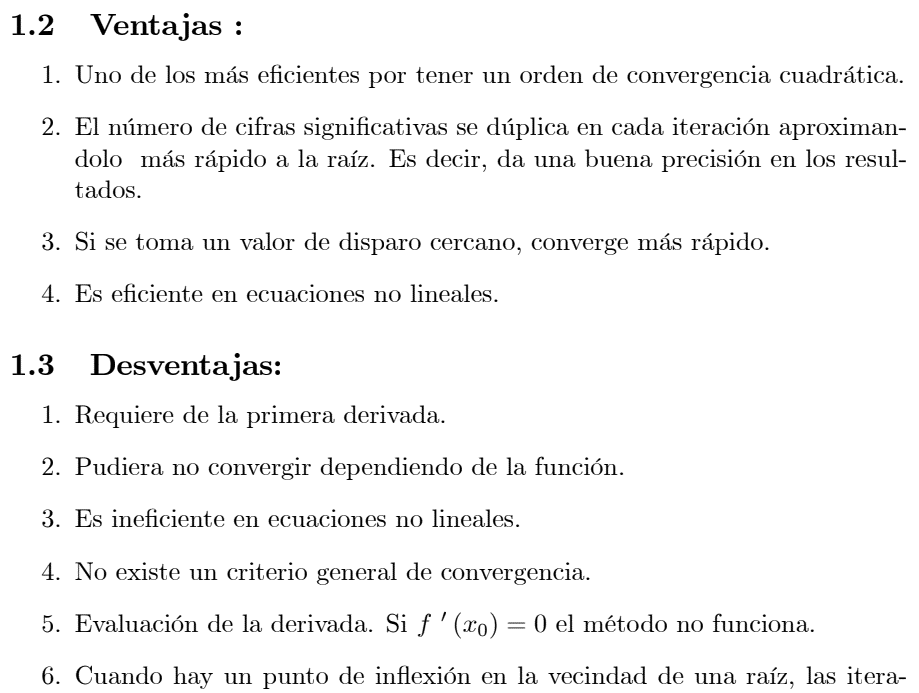 1.2 Ventajas :
1. Uno de los más eficientes por tener un orden de convergencia cuadrática.
2. El número de cifras significativas se dúplica en cada iteración aproximan-
dolo más rápido a la raíz. Es decir, da una buena precisión en los resul-
tados.
3. Si se toma un valor de disparo cercano, converge más rápido.
4. Es eficiente en ecuaciones no lineales.
1.3 Desventajas:
1. Requiere de la primera derivada.
2. Pudiera no convergir dependiendo de la función.
3. Es ineficiente en ecuaciones no lineales.
4. No existe un criterio general de convergencia.
5. Evaluación de la derivada. Si f ′ (x₀) = 0 el método no funciona.
6. Cuando hay un punto de inflexión en la vecindad de una raíz, las itera-